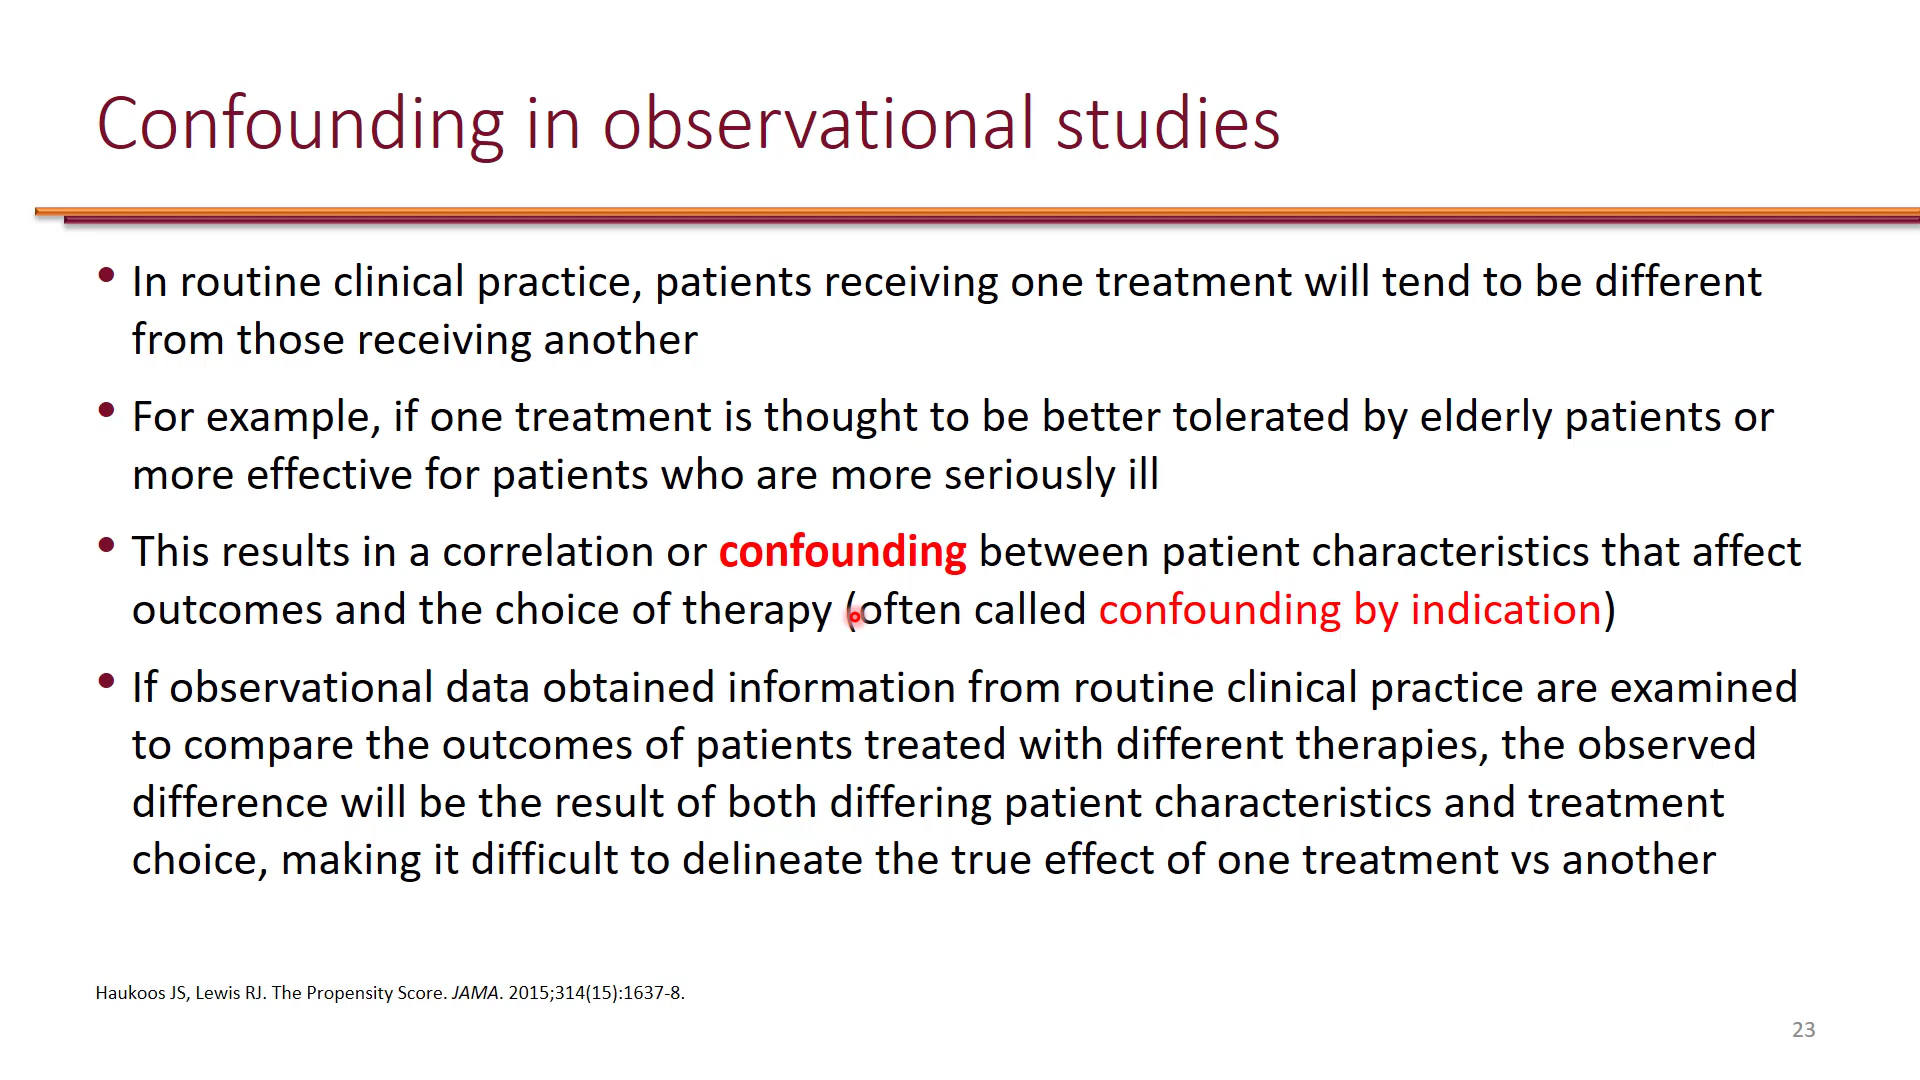 Confounding in observational studies
• In routine clinical practice, patients receiving one treatment will tend to be different
from those receiving another
• For example, if one treatment is thought to be better tolerated by elderly patients or
more effective for patients who are more seriously ill
• This results in a correlation or confounding between patient characteristics that affect
outcomes and the choice of therapy (often called confounding by indication)
• If observational data obtained information from routine clinical practice are examined
to compare the outcomes of patients treated with different therapies, the observed
difference will be the result of both differing patient characteristics and treatment
choice, making it difficult to delineate the true effect of one treatment vs another
Haukoos JS, Lewis RJ. The Propensity Score. JAMA. 2015;314(15):1637-8.
23